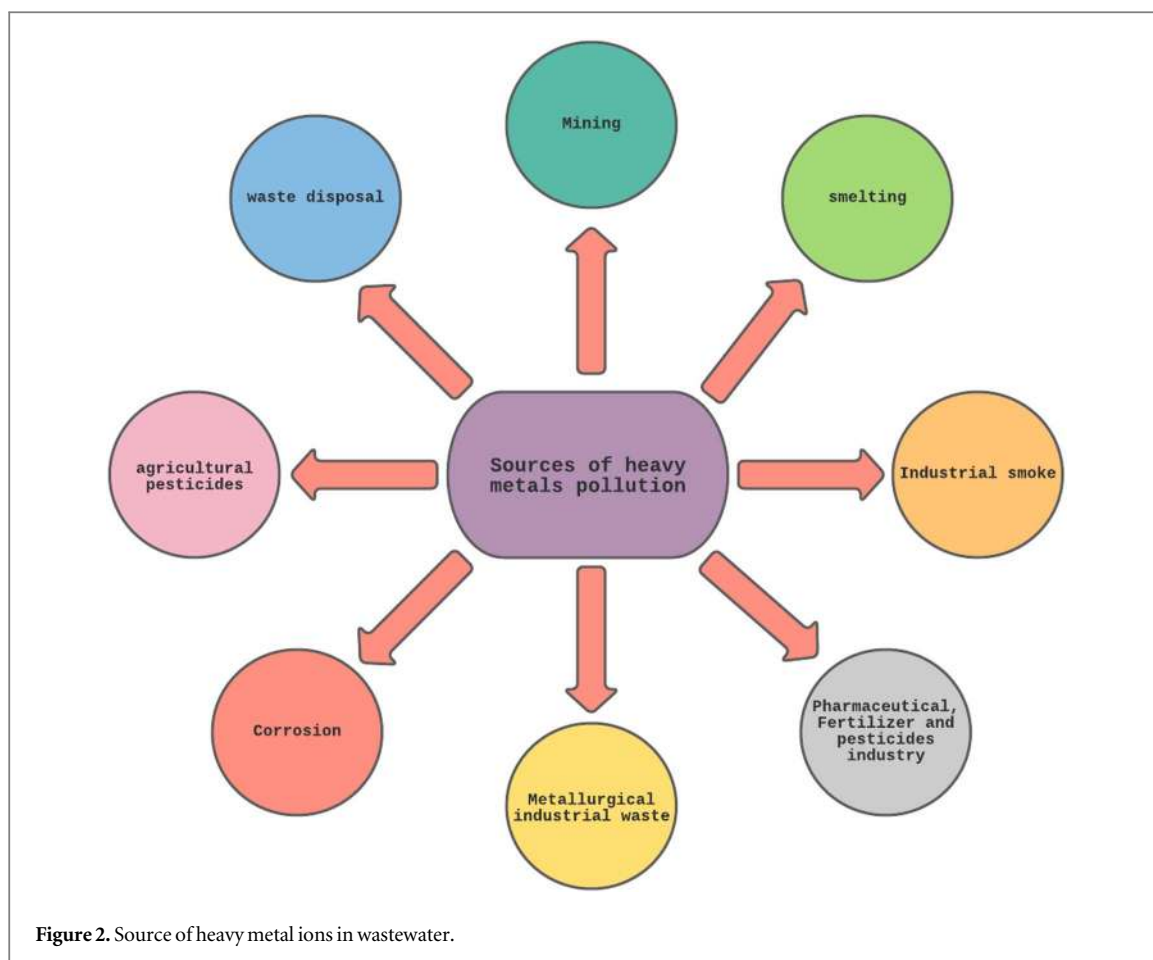 Mining
waste disposal
smelting
agricultural
pesticides
Sources of heavy
metals pollution
Industrial smoke
Corrosion
Pharmaceutical,
Fertilizer and
pesticides
industry
Metallurgical
industrial waste
Figure 2. Source of heavy metal ions in wastewater.